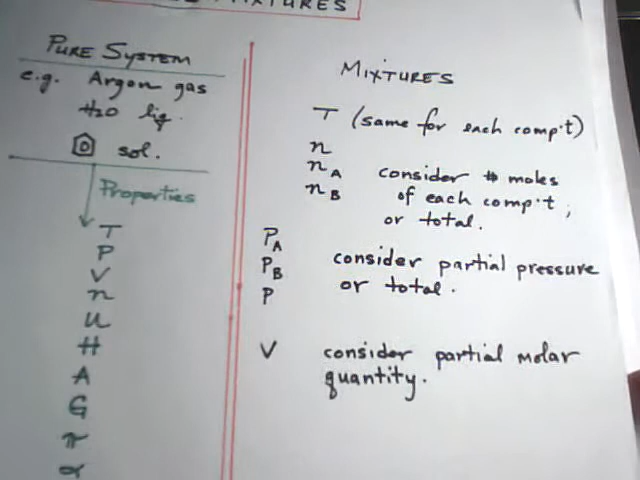 MIXTURES
PURE SYSTEM
e.g. Argon gas
H2O liq.
sol.
Properties
T
P
V
n
U
H
A
G
π
α
MIXTURES
T (same for each comp't)
n
nA consider # moles
nB of each comp't,
or total.
PA
PB consider partial pressure
P or total.
V consider partial molar
quantity.